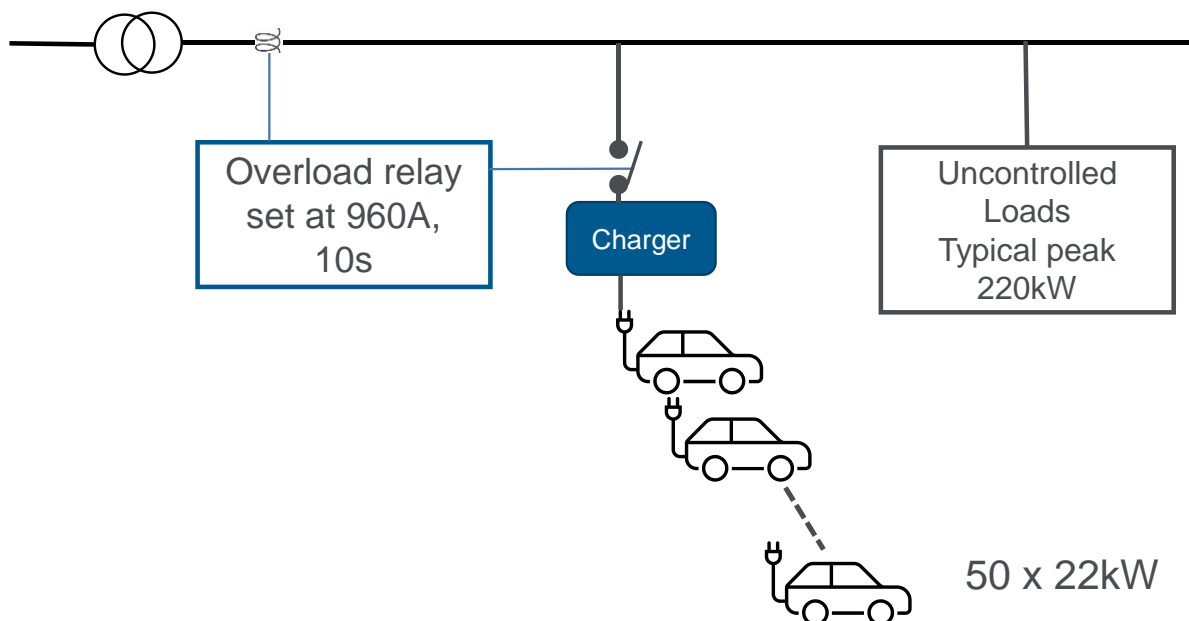 Overload relay
set at 960A,
10s
Charger
Uncontrolled
Loads
Typical peak
220kW
50 x 22kW